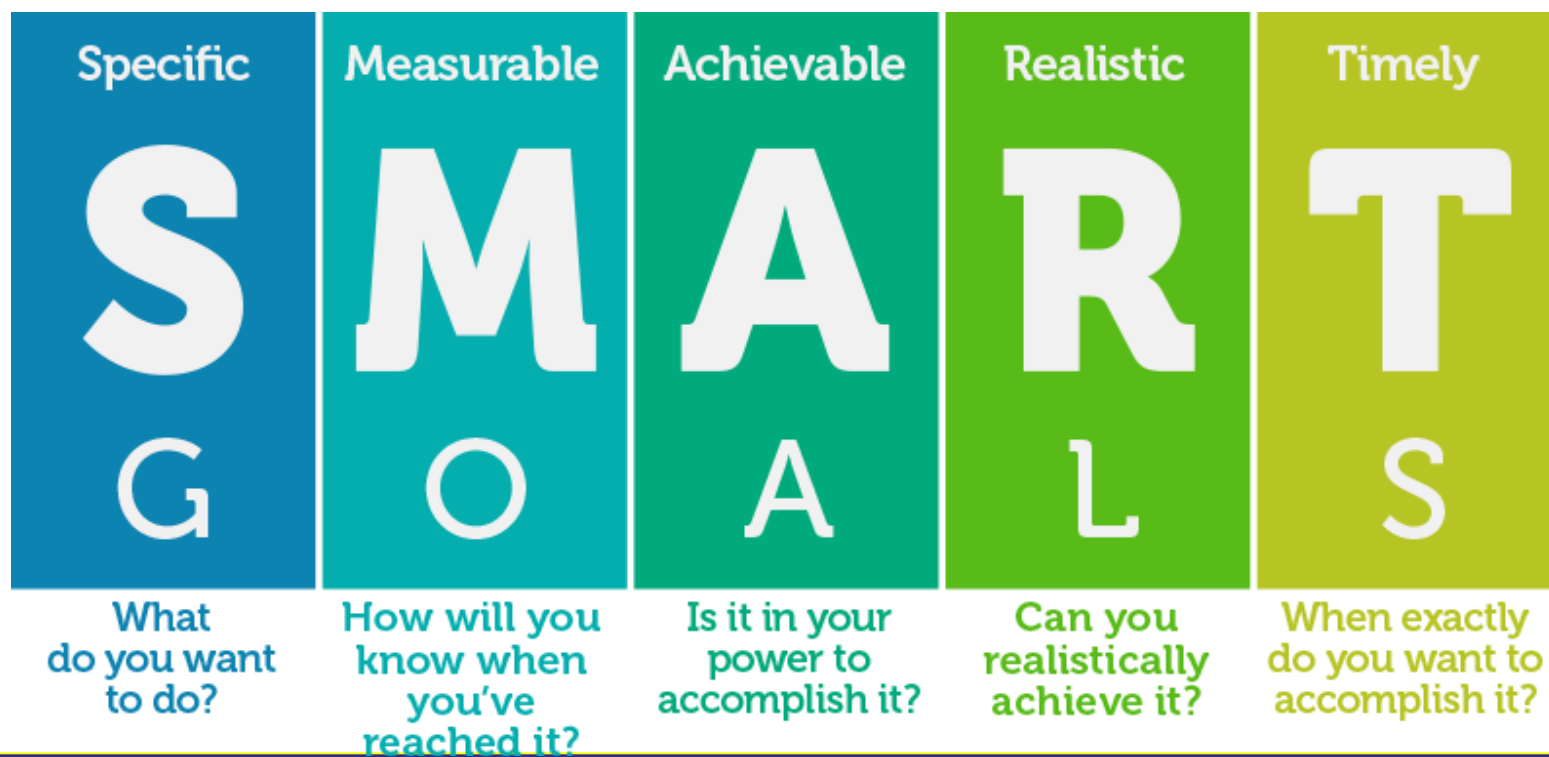 Specific Measurable Achievable Realistic Timely
S M A R T
G O A L S
What
do you want
to do?
How will you
know when
you've
reached it?
Is it in your
power to
accomplish it?
Can you
realistically
achieve it?
When exactly
do you want to
accomplish it?